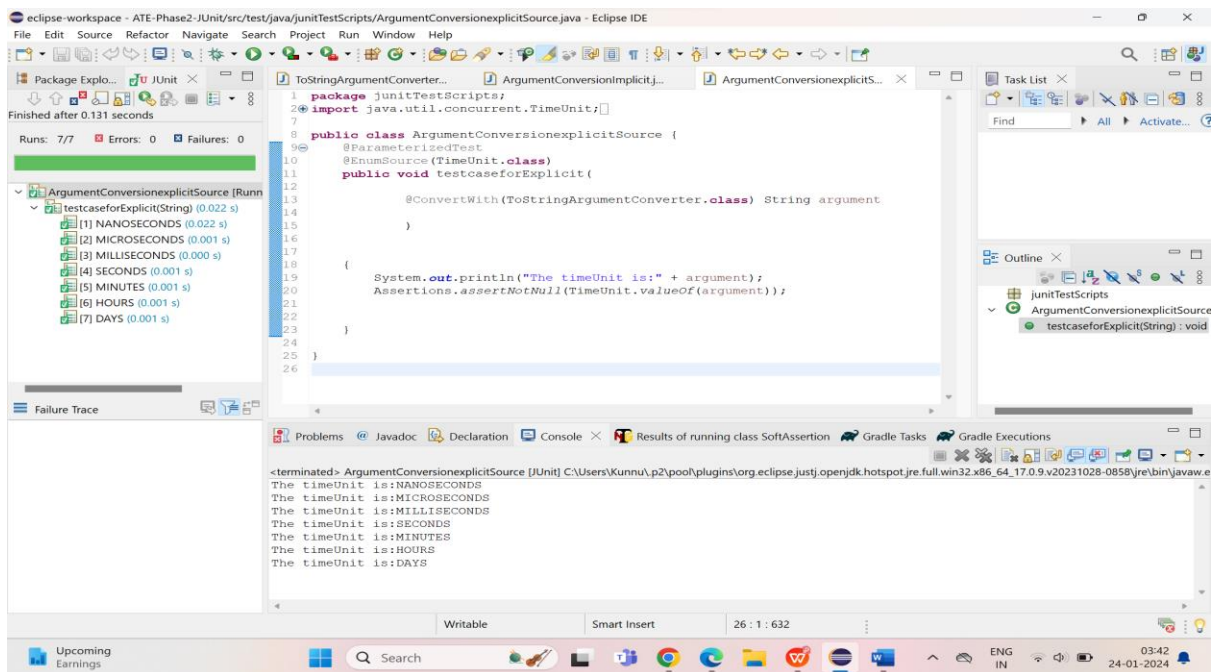 eclipse-workspace - ATE-Phase2-JUnit/src/test/java/junitTestScripts/ArgumentConversionexplicitSource.java - Eclipse IDE
File Edit Source Refactor Navigate Search Project Run Window Help
Package Explo... JU JUnit
Finished after 0.131 seconds
Runs: 7/7 Errors: 0 Failures: 0
ArgumentConversionexplicitSource [Runn
testcaseforExplicit(String) (0.022 s)
[1] NANOSECONDS (0.022 s)
[2] MICROSECONDS (0.001 s)
[3] MILLISECONDS (0.000 s)
[4] SECONDS (0.001 s)
[5] MINUTES (0.001 s)
[6] HOURS (0.001 s)
[7] DAYS (0.001 s)
Failure Trace
ToStringArgumentConverter... ArgumentConversionImplicit.j... ArgumentConversionexplicitS...
1 package junitTestScripts;
2 import java.util.concurrent.TimeUnit;
7
8 public class ArgumentConversionexplicitSource {
9 @ParameterizedTest
10 @EnumSource(TimeUnit.class)
11 public void testcaseforExplicit(
12
13 @ConvertWith(ToStringArgumentConverter.class) String argument
14
15 )
16
17
18 {
19 System.out.println("The timeUnit is:" + argument);
20 Assertions.assertNotNull(TimeUnit.valueOf(argument));
21
22
23 }
24
25 }
26
Task List
Find All Activate...
Outline
junitTestScripts
ArgumentConversionexplicitSource
testcaseforExplicit(String) : void
Problems @ Javadoc Declaration Console Results of running class SoftAssertion Gradle Tasks Gradle Executions
<terminated> ArgumentConversionexplicitSource [JUnit] C:\Users\Kunnu\.p2\pool\plugins\org.eclipse.justj.openjdk.hotspot.jre.full.win32.x86_64_17.0.9.v20231028-0858\jre\bin\javaw.e
The timeUnit is:NANOSECONDS
The timeUnit is:MICROSECONDS
The timeUnit is:MILLISECONDS
The timeUnit is:SECONDS
The timeUnit is:MINUTES
The timeUnit is:HOURS
The timeUnit is:DAYS
Writable Smart Insert 26 : 1 : 632
Upcoming
Earnings
Search
ENG
IN
03:42
24-01-2024